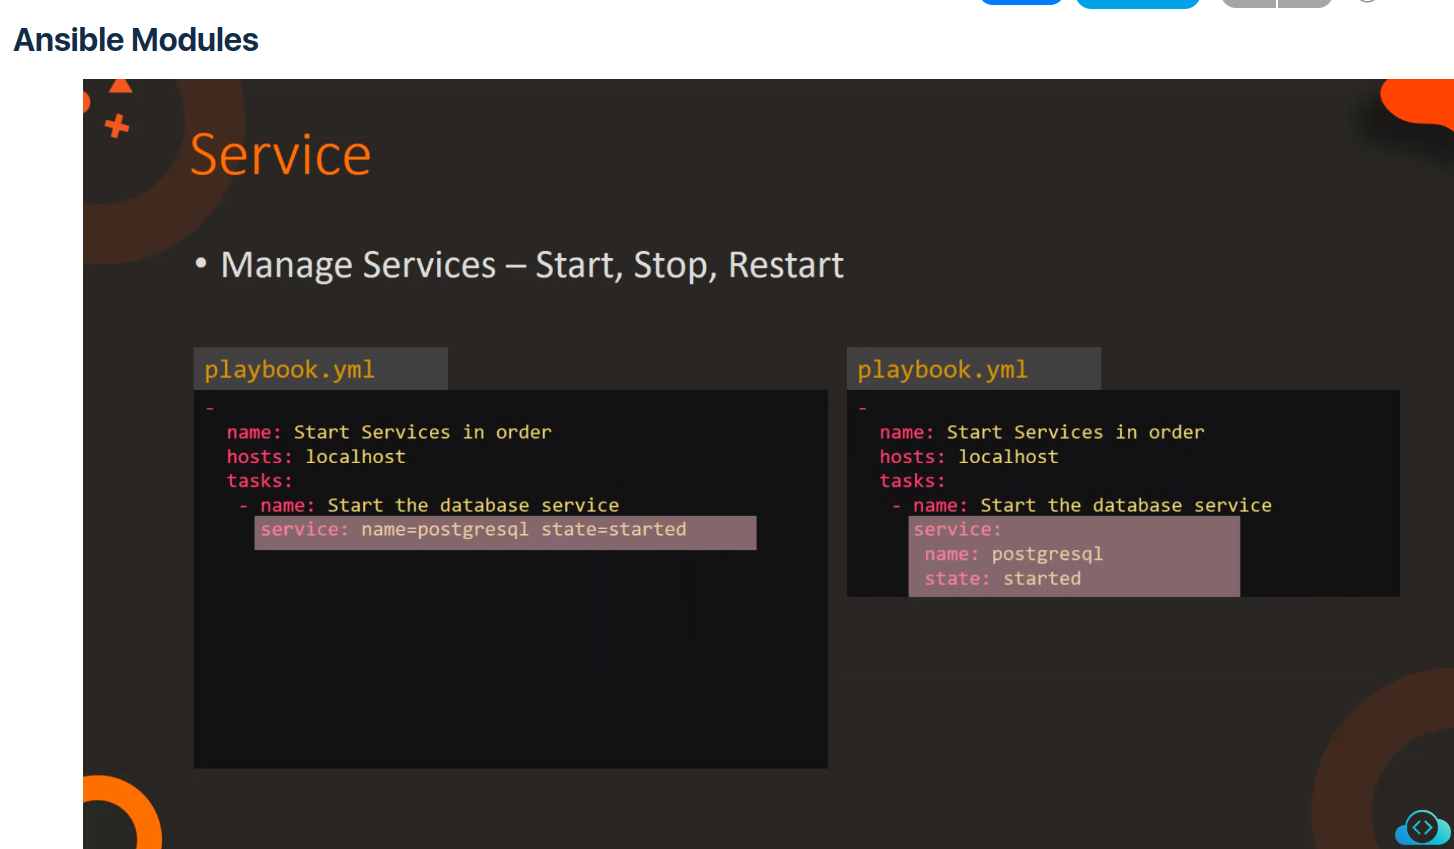 Ansible Modules
Service
• Manage Services – Start, Stop, Restart
playbook.yml
-
name: Start Services in order
hosts: localhost
tasks:
- name: Start the database service
service: name=postgresql state=started
playbook.yml
-
name: Start Services in order
hosts: localhost
tasks:
- name: Start the database service
service:
name: postgresql
state: started